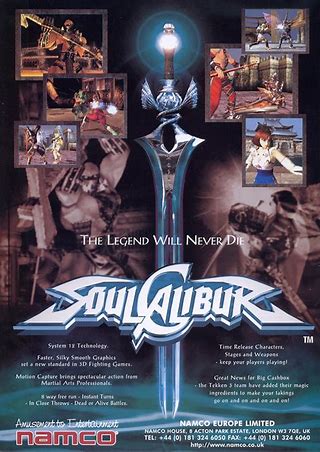 THE LEGEND WILL NEVER DIE
SOULCALIBUR
TM
System 12 Technology.
Faster, Silky Smooth Graphics
set a new standard in 3D Fighting Games.
Motion Capture brings spectacular action from
Martial Arts Professionals.
8 way free run - Instant Turns
- In Close Throws - Dead or Alive Battles.
Time Release Characters,
Stages and Weapons
- keep your players playing!
Great News for Big Cashbox
- the Tekken 3 team have added their magic
ingredients to make your takings
go on and on and on and on!
Amusement to Entertainment
namco
NAMCO EUROPE LIMITED
NAMCO HOUSE, 8 ACTON PARK ESTATE, LONDON W3 7QE, UK
TEL: +44 (0) 181 324 6050 FAX: +44 (0) 181 324 6060
http://www.namco.co.uk